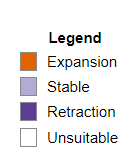 Legend
Expansion
Stable
Retraction
Unsuitable